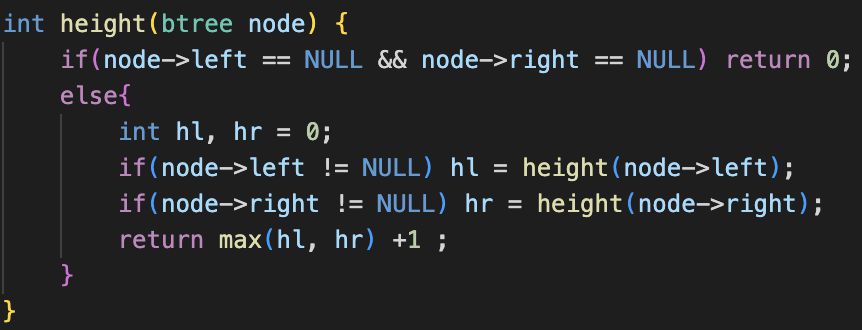 int height(btree node) {
    if(node->left == NULL && node->right == NULL) return 0;
    else{
        int hl, hr = 0;
        if(node->left != NULL) hl = height(node->left);
        if(node->right != NULL) hr = height(node->right);
        return max(hl, hr) +1 ;
    }
}